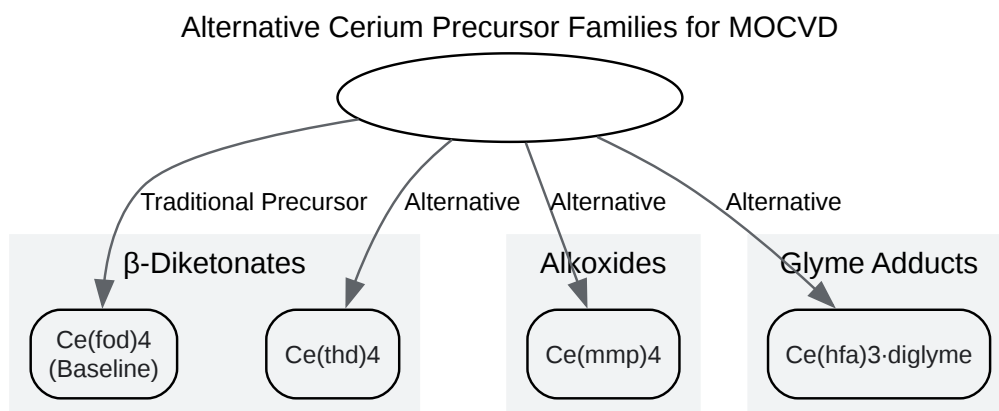 Alternative Cerium Precursor Families for MOCVD
Traditional Precursor
Alternative
Alternative
Alternative
β-Diketonates
Alkoxides
Glyme Adducts
Ce(fod)4
(Baseline)
Ce(thd)4
Ce(mmp)4
Ce(hfa)3·diglyme